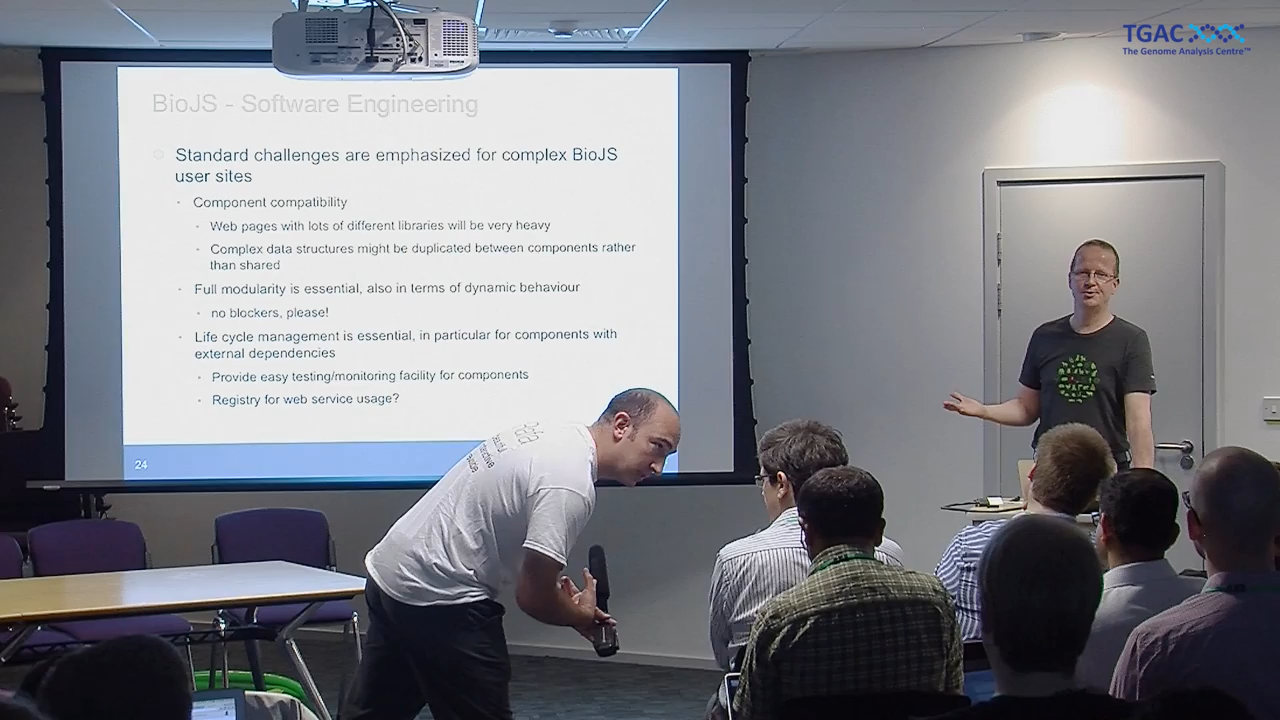 TGAC
The Genome Analysis Centre™
BioJS - Software Engineering
Standard challenges are emphasized for complex BioJS
user sites
Component compatibility
Web pages with lots of different libraries will be very heavy
Complex data structures might be duplicated between components rather
than shared
Full modularity is essential, also in terms of dynamic behaviour
no blockers, please!
Life cycle management is essential, in particular for components with
external dependencies
Provide easy testing/monitoring facility for components
Registry for web service usage?
24